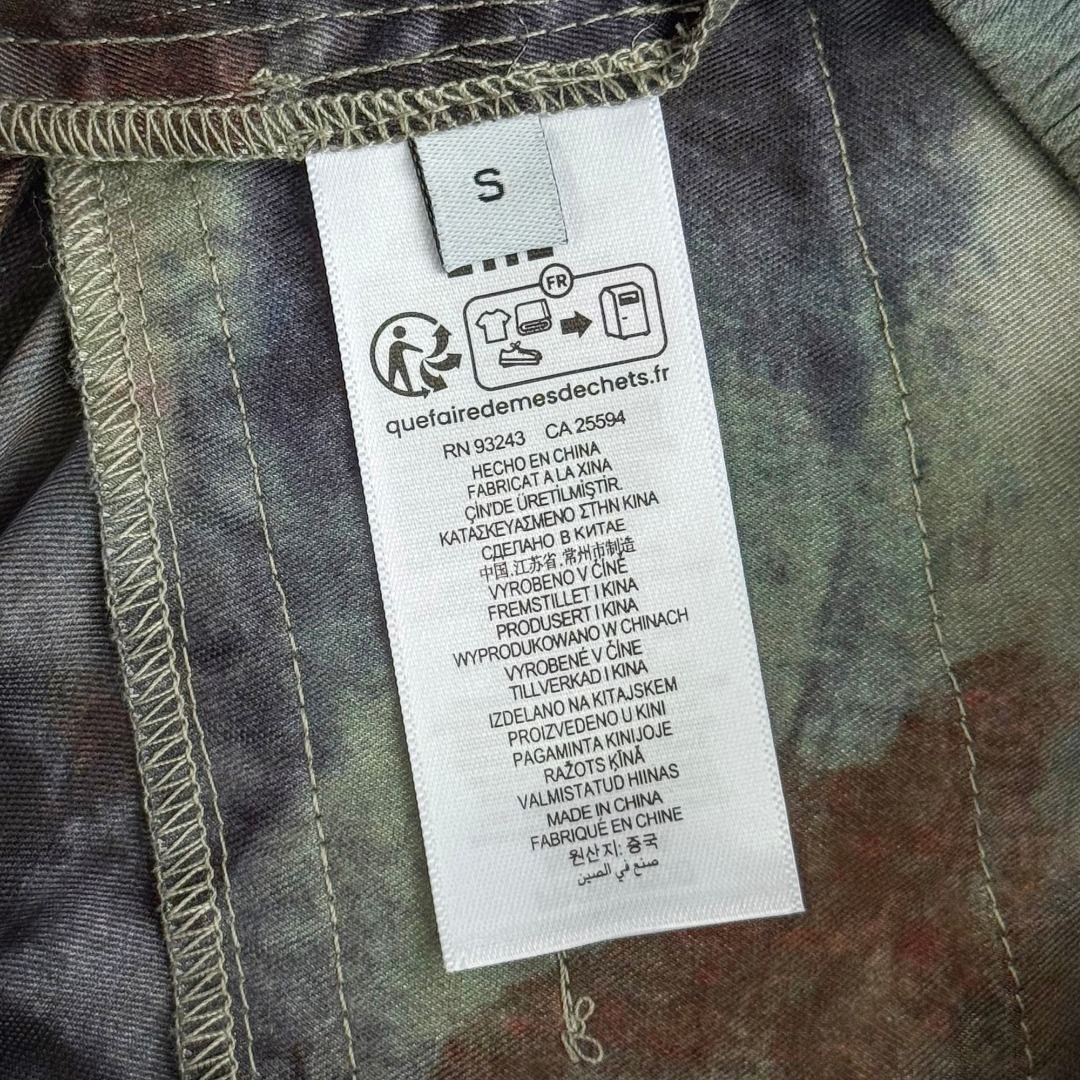 S
FR
quefairedemesdechets.fr
RN 93243 CA 25594
HECHO EN CHINA
FABRICAT A LA XINA
ÇİN'DE ÜRETİLMİŞTİR.
ΚΑΤΑΣΚΕΥΑΣΜΕΝΟ ΣΤΗΝ ΚΙΝΑ
СДЕЛАНО В КИТАЕ
中国.江苏省.常州市制造
VYROBENO V ČÍNĚ
FREMSTILLET I KINA
PRODUSERT I KINA
WYPRODUKOWANO W CHINACH
VYROBENÉ V ČÍNE
TILLVERKAD I KINA
IZDELANO NA KITAJSKEM
PROIZVEDENO U KINI
PAGAMINTA KINIJOJE
RAŽOTS ĶĪNĀ
VALMISTATUD HIINAS
MADE IN CHINA
FABRIQUÉ EN CHINE
원산지: 중국
صنع في الصين